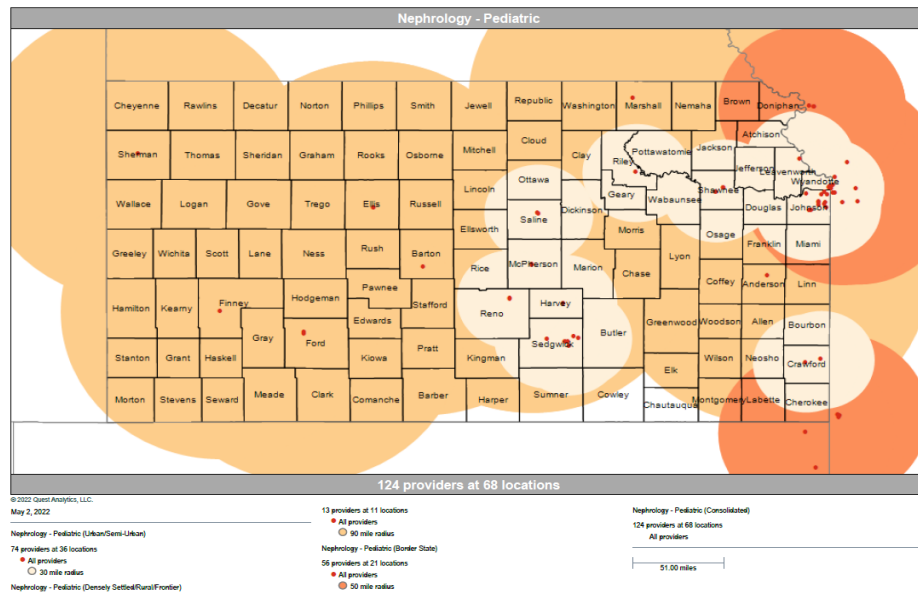 Nephrology - Pediatric
Cheyenne Rawlins Decatur Norton Phillips Smith Jewell Republic Washington Marshall Nemaha Brown Doniphan
Sherman Thomas Sheridan Graham Rooks Osborne Mitchell Cloud Clay Riley Pottawatomie Jackson Atchison Jefferson Leavenworth Wyandotte
Wallace Logan Gove Trego Ellis Russell Lincoln Ottawa Saline Dickinson Geary Wabaunsee Shawnee Douglas Johnson
Greeley Wichita Scott Lane Ness Rush Barton Ellsworth Morris Osage Franklin Miami
Rice McPherson Marion Chase Lyon Coffey Anderson Linn
Hamilton Kearny Finney Hodgeman Pawnee Stafford Reno Harvey
Gray Ford Edwards Butler Greenwood Woodson Allen Bourbon
Stanton Grant Haskell Kiowa Pratt Kingman Sedgwick Elk Wilson Neosho Crawford
Morton Stevens Seward Meade Clark Comanche Barber Harper Sumner Cowley Chautauqua Montgomery Labette Cherokee
124 providers at 68 locations
© 2022 Quest Analytics, LLC.
May 2, 2022
Nephrology - Pediatric (Urban/Semi-Urban)
74 providers at 36 locations
All providers
30 mile radius
Nephrology - Pediatric (Densely Settled/Rural/Frontier)
13 providers at 11 locations
All providers
90 mile radius
Nephrology - Pediatric (Border State)
56 providers at 21 locations
All providers
50 mile radius
Nephrology - Pediatric (Consolidated)
124 providers at 68 locations
All providers
51.00 miles